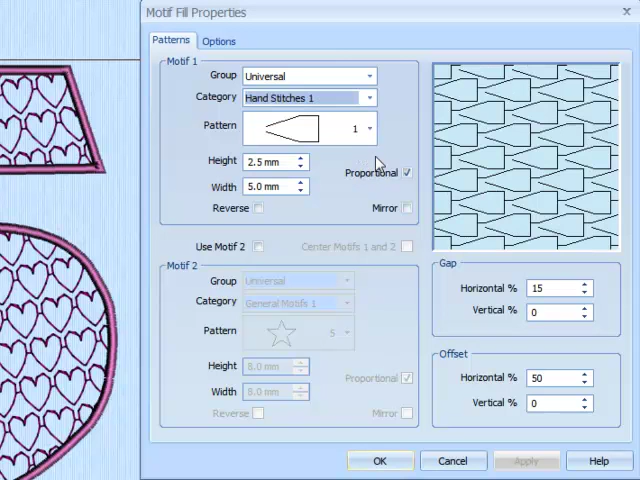 Motif Fill Properties
Patterns
Options
Motif 1
Group Universal
Category Hand Stitches 1
Pattern 1
Height 2.5 mm
Proportional
Width 5.0 mm
Reverse Mirror
Use Motif 2 Center Motifs 1 and 2
Motif 2
Group Universal
Category General Motifs 1
Pattern 5
Height 8.0 mm
Proportional
Width 8.0 mm
Reverse Mirror
Gap
Horizontal % 15
Vertical % 0
Offset
Horizontal % 50
Vertical % 0
OK Cancel Apply Help